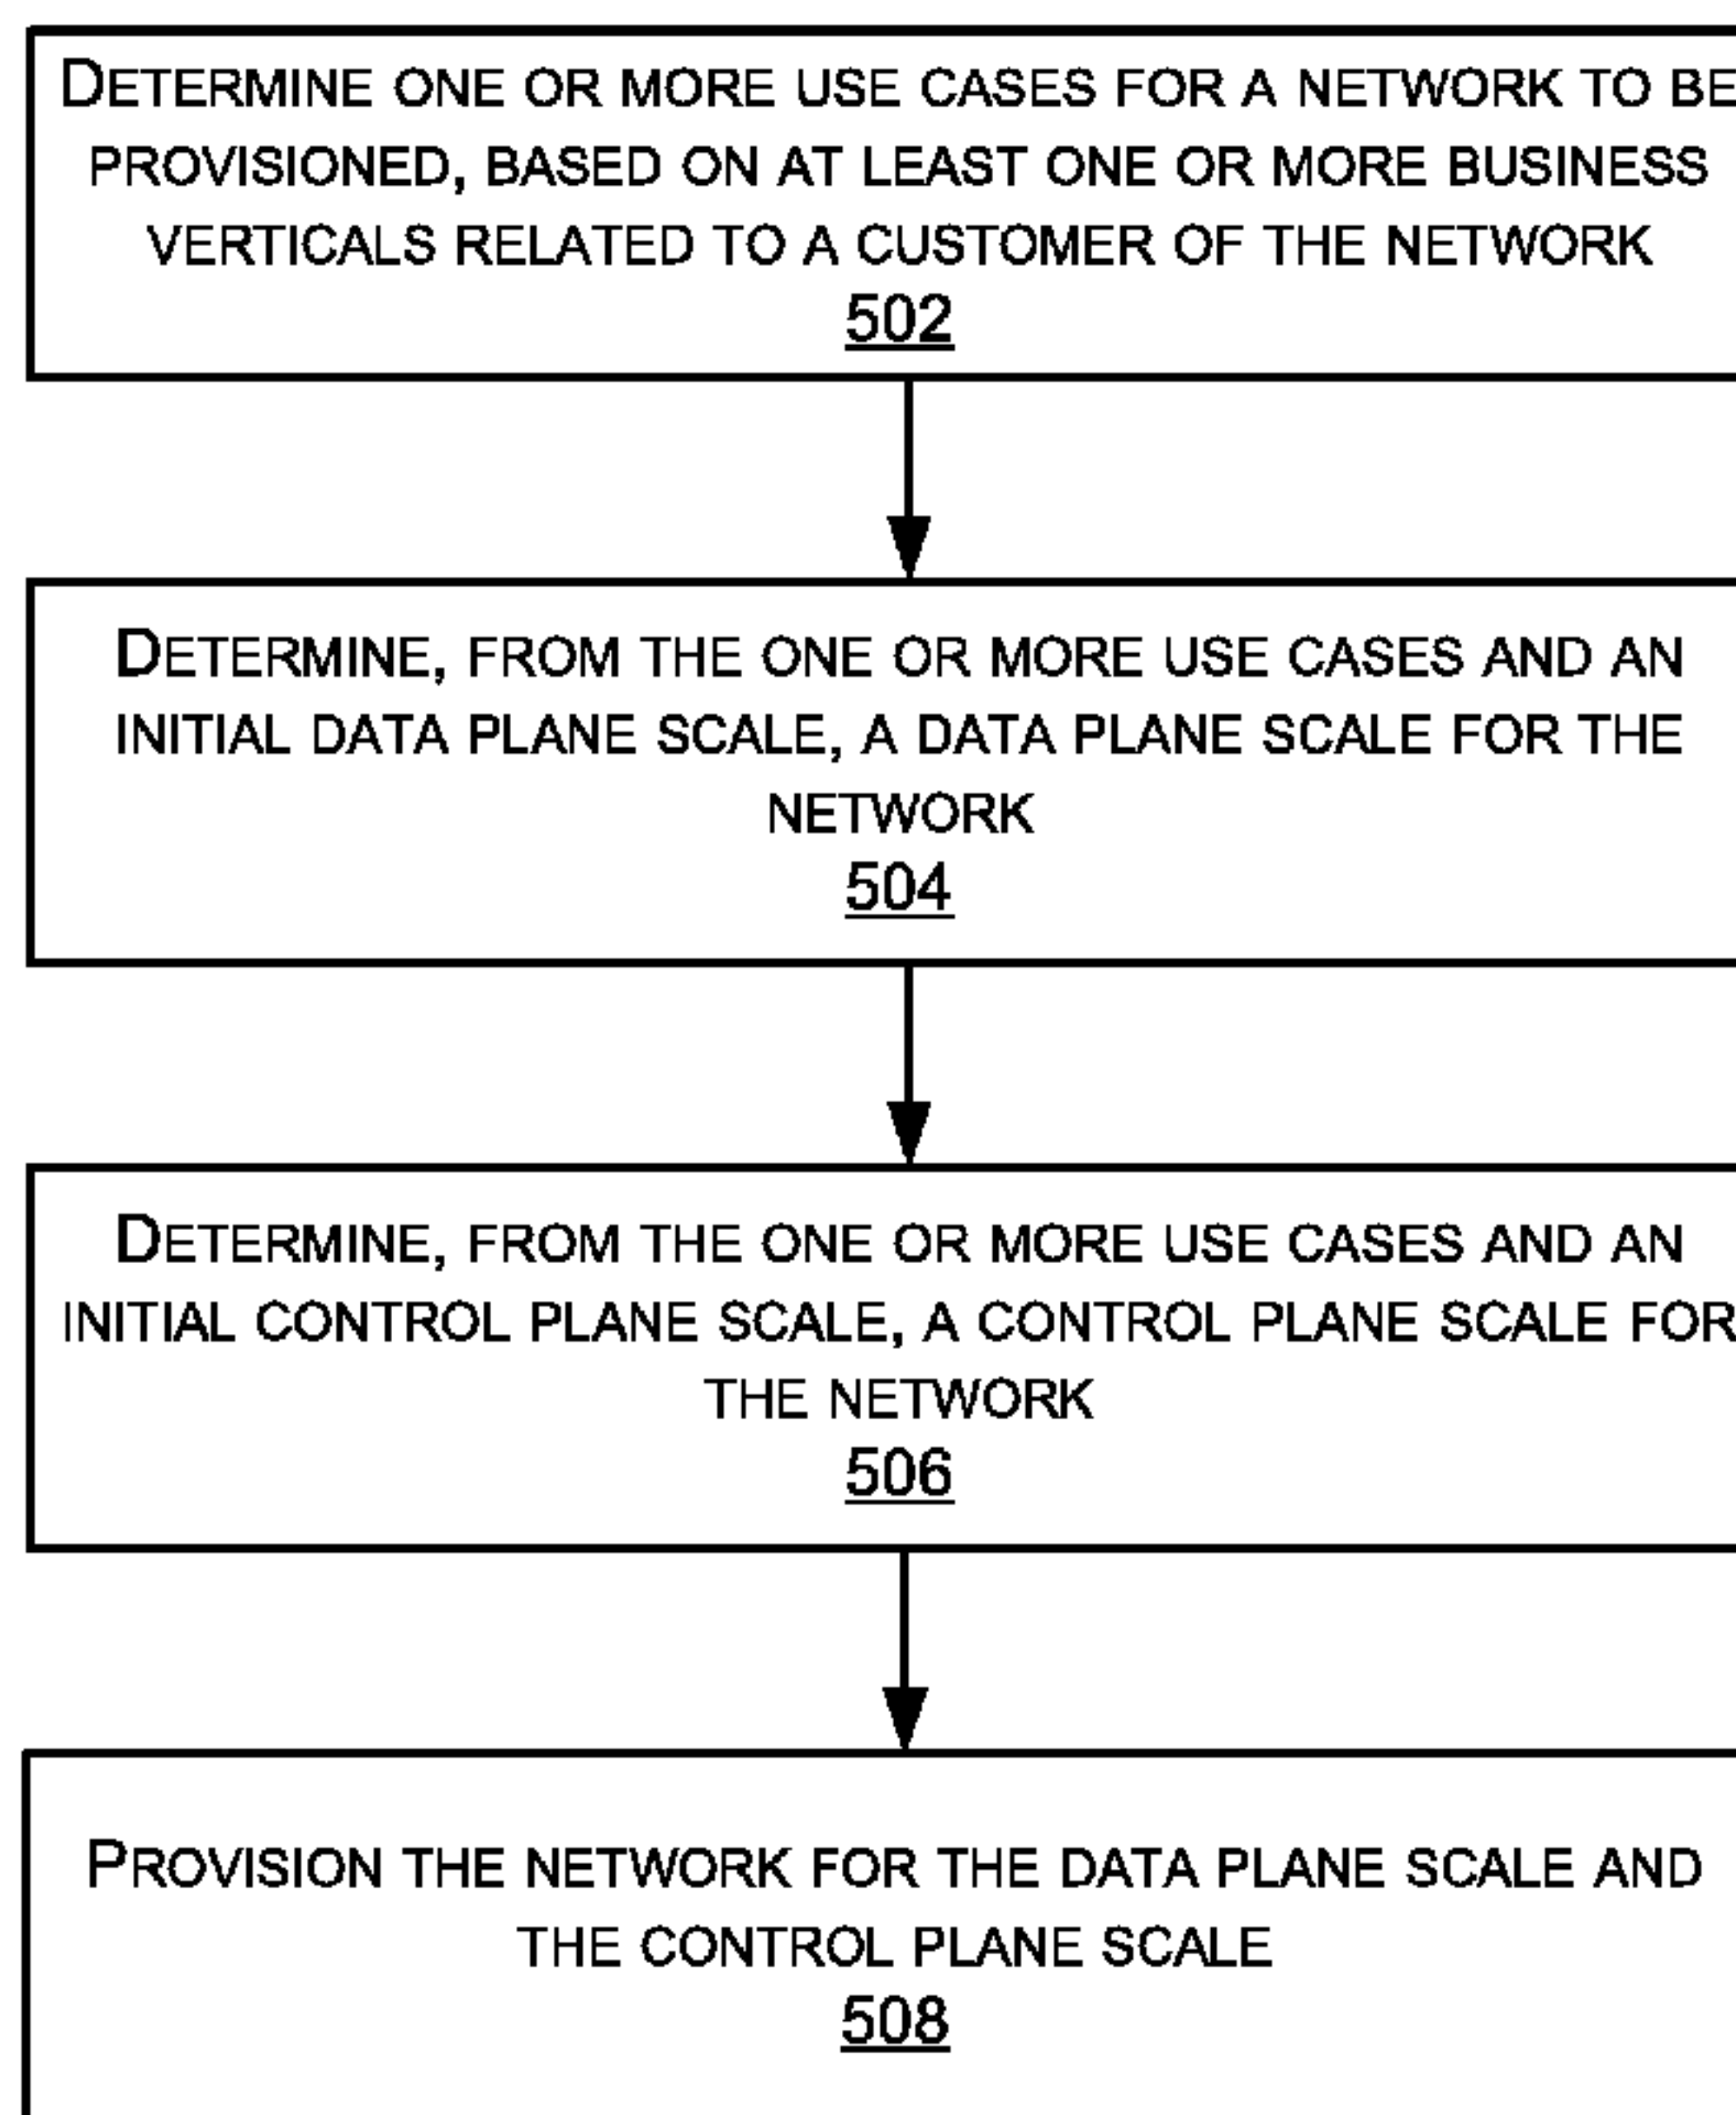 DETERMINE ONE OR MORE USE CASES FOR A NETWORK TO BE
PROVISIONED, BASED ON AT LEAST ONE OR MORE BUSINESS
VERTICALS RELATED TO A CUSTOMER OF THE NETWORK
502
DETERMINE, FROM THE ONE OR MORE USE CASES AND AN
INITIAL DATA PLANE SCALE, A DATA PLANE SCALE FOR THE
NETWORK
504
DETERMINE, FROM THE ONE OR MORE USE CASES AND AN
INITIAL CONTROL PLANE SCALE, A CONTROL PLANE SCALE FOR
THE NETWORK
506
PROVISION THE NETWORK FOR THE DATA PLANE SCALE AND
THE CONTROL PLANE SCALE
508